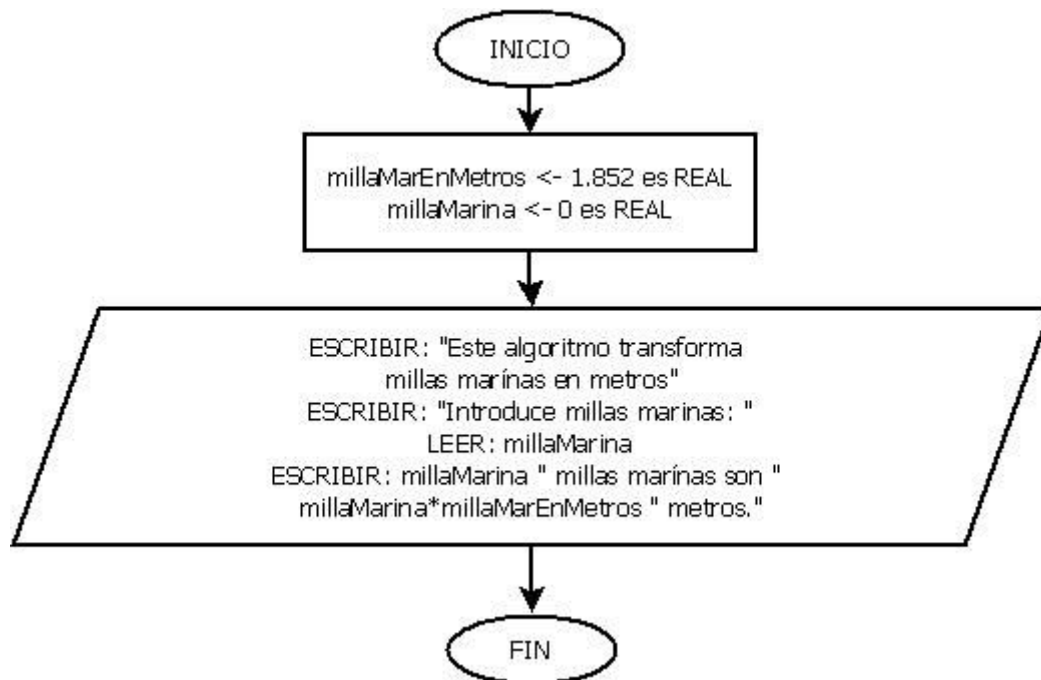 INICIO
millaMarEnMetros <- 1.852 es REAL
millaMarina <- 0 es REAL
ESCRIBIR: "Este algoritmo transforma
millas marínas en metros"
ESCRIBIR: "Introduce millas marinas: "
LEER: millaMarina
ESCRIBIR: millaMarina " millas marínas son "
millaMarina*millaMarEnMetros " metros."
FIN